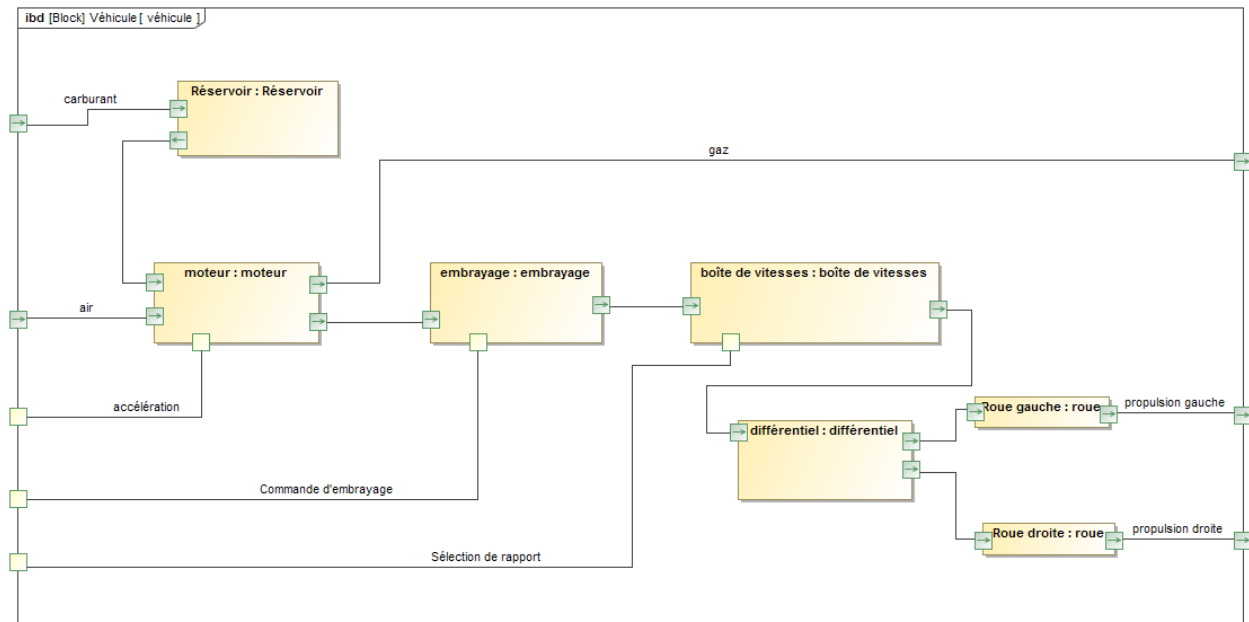 ibd [Block] Véhicule [ véhicule ]
carburant
Réservoir : Réservoir
gaz
moteur : moteur
embrayage : embrayage
boîte de vitesses : boîte de vitesses
air
accélération
Roue gauche : roue
propulsion gauche
différentiel : différentiel
Commande d'embrayage
Roue droite : roue
propulsion droite
Sélection de rapport